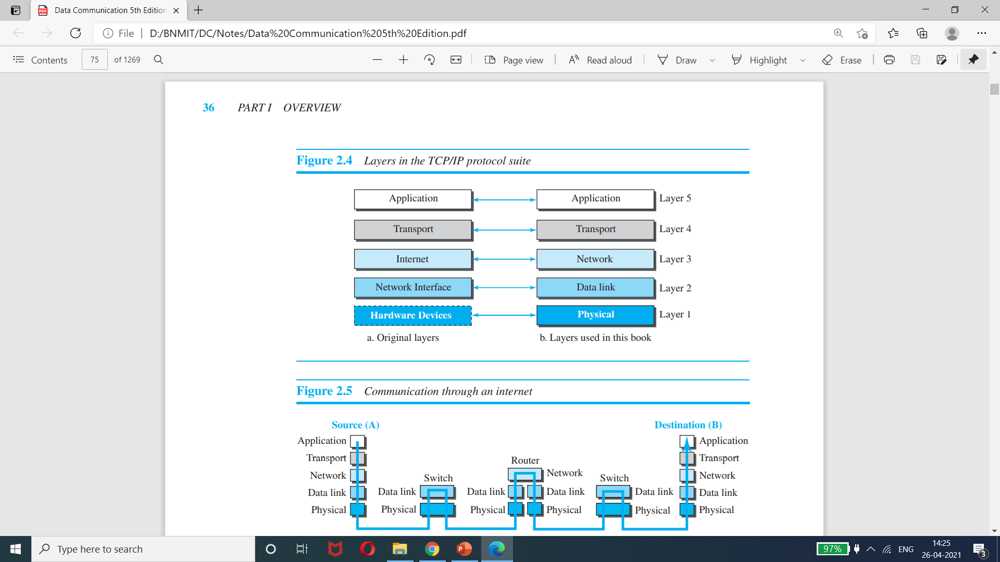 Data Communication 5th Edition
File | D:/BNMIT/DC/Notes/Data%20Communication%205th%20Edition.pdf
Contents 75 of 1269 Page view Read aloud Draw Highlight Erase
36 PART I OVERVIEW
Figure 2.4 Layers in the TCP/IP protocol suite
Application Application Layer 5
Transport Transport Layer 4
Internet Network Layer 3
Network Interface Data link Layer 2
Hardware Devices Physical Layer 1
a. Original layers b. Layers used in this book
Figure 2.5 Communication through an internet
Source (A) Destination (B)
Application Application
Transport Router Transport
Network Switch Network Switch Network
Data link Data link Data link Data link Data link Data link
Physical Physical Physical Physical Physical Physical
Type here to search 97% ENG 14:25
26-04-2021 3